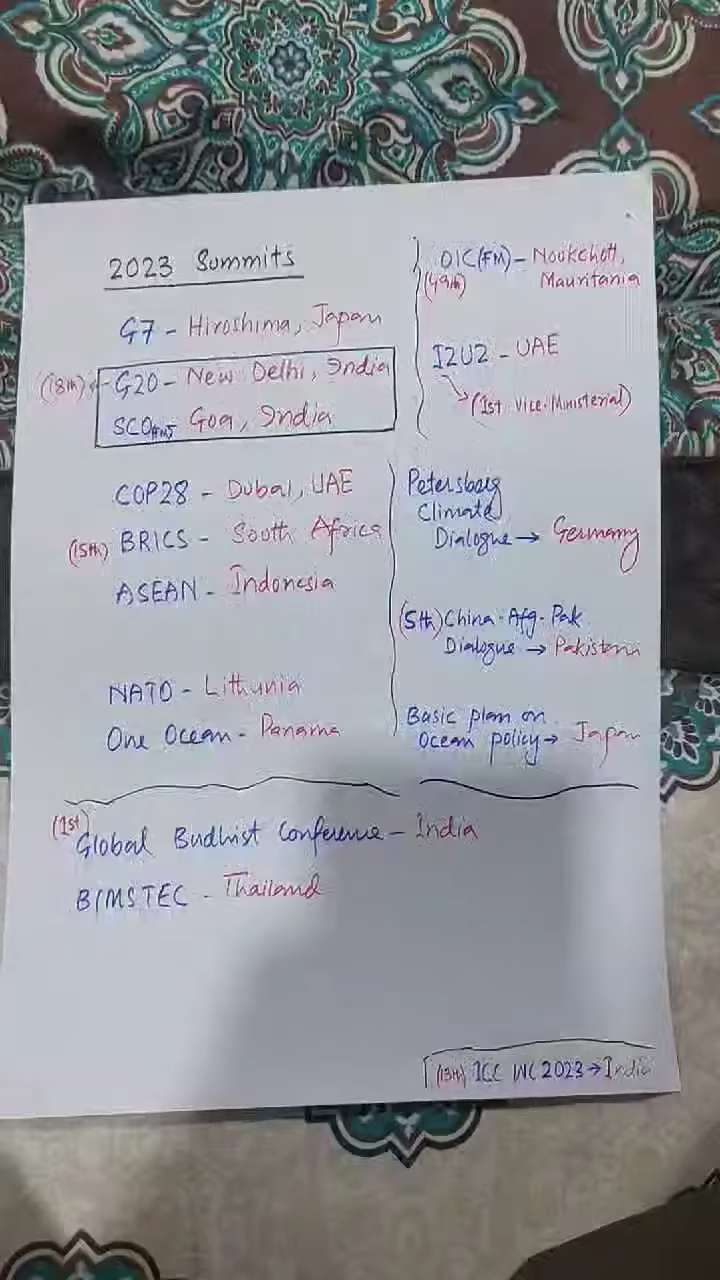 2023 Summits
G7 - Hiroshima, Japan
(18th) G20 - New Delhi, India
SCO Goa, India
COP28 - Dubai, UAE
(15th) BRICS - South Africa
ASEAN - Indonesia
NATO - Lithunia
One Ocean - Panama
OIC(FM) - Noukchott,
(49th) Mauritania
I2U2 - UAE
(1st Vice-Ministerial)
Petersberg
Climate
Dialogue → Germany
(5th) China-Afg-Pak
Dialogue → Pakistan
Basic plan on
Ocean policy → Japan
(1st) Global Budhist Conference - India
BIMSTEC - Thailand
(13th) ICC WC 2023 → India